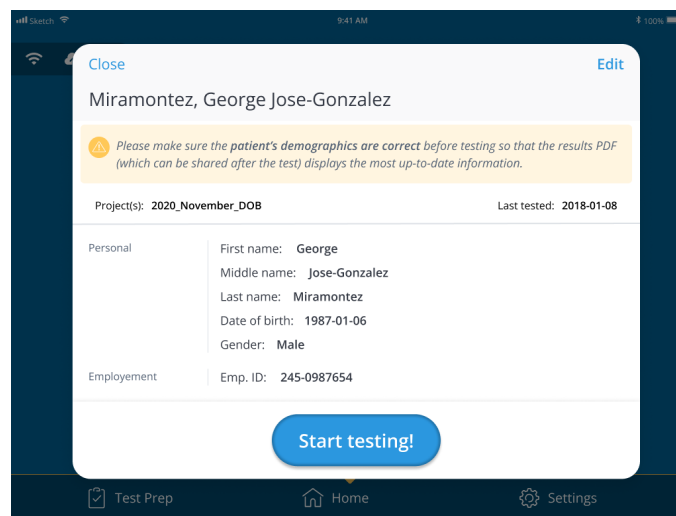 Sketch 9:41 AM 100%
Close Edit
Miramontez, George Jose-Gonzalez
Please make sure the patient's demographics are correct before testing so that the results PDF
(which can be shared after the test) displays the most up-to-date information.
Project(s): 2020_November_DOB Last tested: 2018-01-08
Personal First name: George
Middle name: Jose-Gonzalez
Last name: Miramontez
Date of birth: 1987-01-06
Gender: Male
Employement Emp. ID: 245-0987654
Start testing!
Test Prep Home Settings